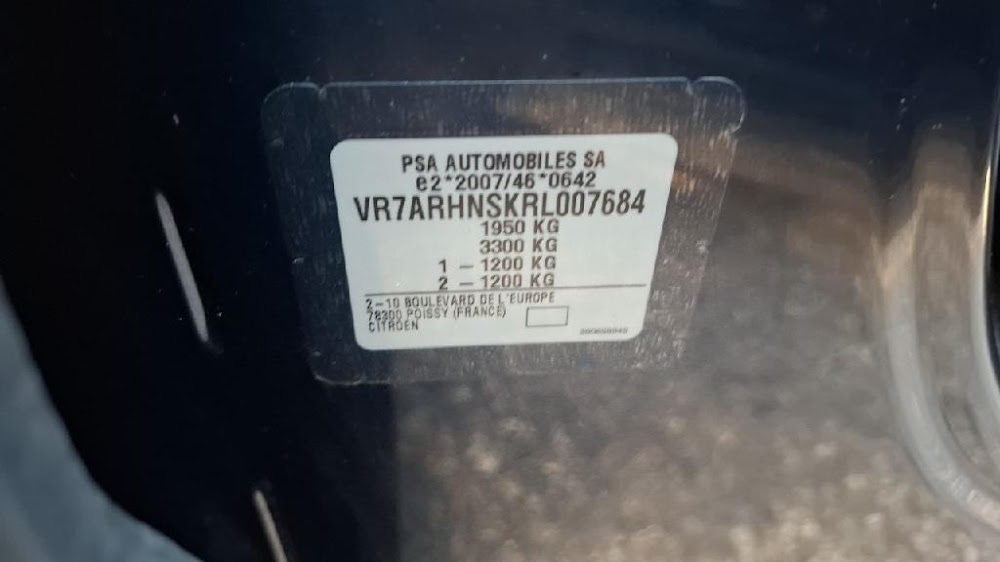 PSA AUTOMOBILES SA
e2*2007/46*0642
VR7ARHNSKRL007684
1950 KG
3300 KG
1 – 1200 KG
2 – 1200 KG
2–10 BOULEVARD DE L'EUROPE
78300 POISSY (FRANCE)
CITROEN